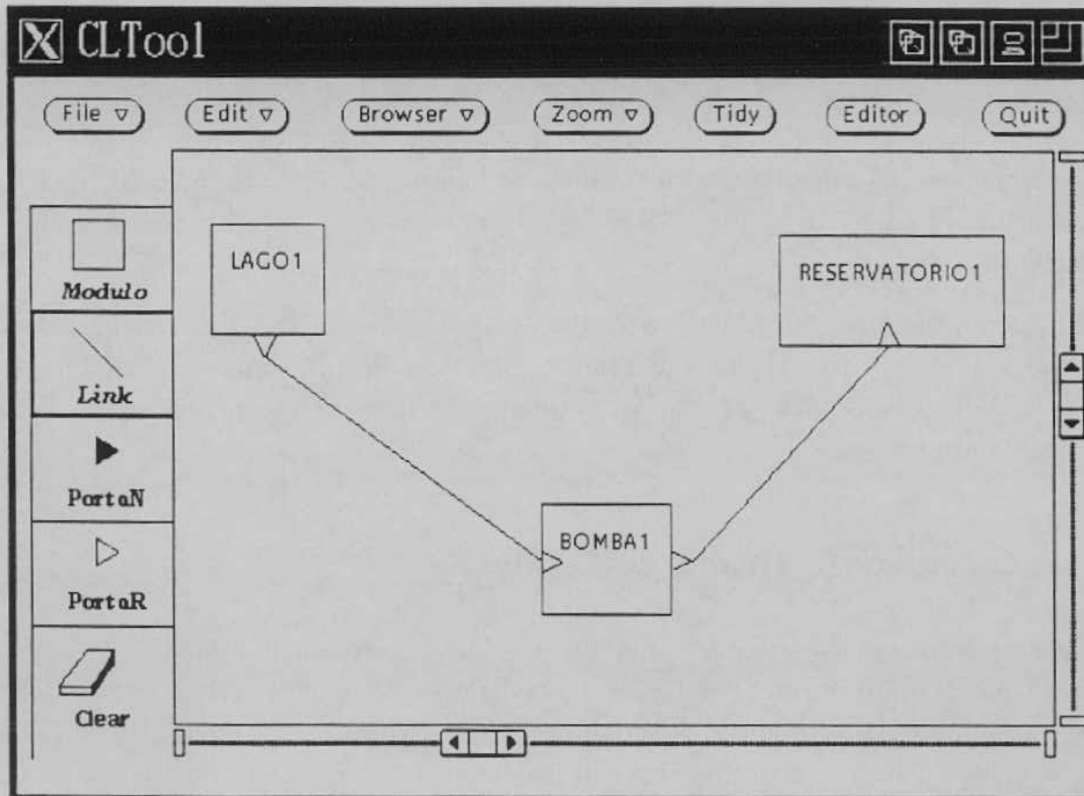 CLTool
File Edit Browser Zoom Tidy Editor Quit
Modulo
Link
PortaN
PortaR
Clear
LAGO1
RESERVATORIO1
BOMBA1